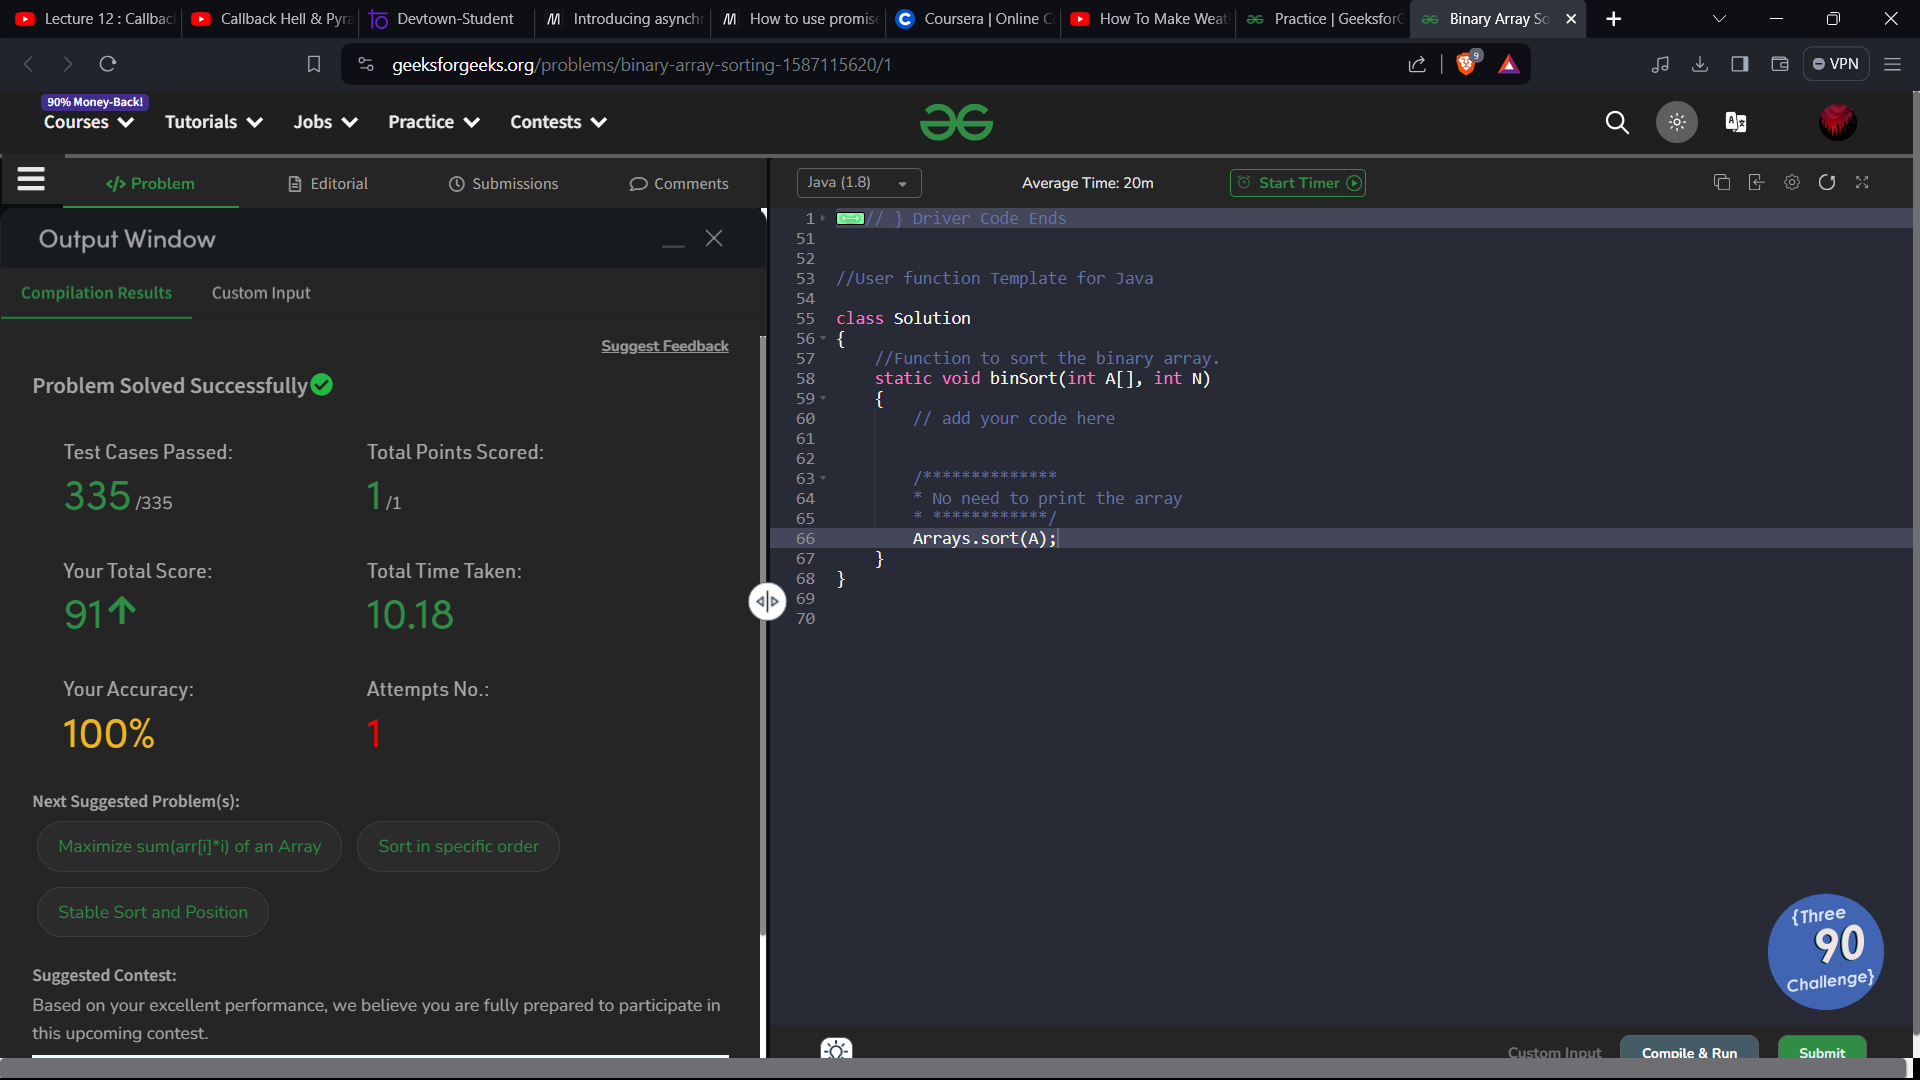 Lecture 12 : Callbac
Callback Hell & Pyra
Devtown-Student
Introducing asynchr
How to use promise
Coursera | Online C
How To Make Weat
Practice | GeeksforG
Binary Array So
geeksforgeeks.org/problems/binary-array-sorting-1587115620/1
9
VPN
90% Money-Back!
Courses
Tutorials
Jobs
Practice
Contests
</> Problem
Editorial
Submissions
Comments
Java (1.8)
Average Time: 20m
Start Timer
Output Window
Compilation Results
Custom Input
Suggest Feedback
Problem Solved Successfully
Test Cases Passed:
335 /335
Total Points Scored:
1 /1
Your Total Score:
91↑
Total Time Taken:
10.18
Your Accuracy:
100%
Attempts No.:
1
Next Suggested Problem(s):
Maximize sum(arr[i]*i) of an Array
Sort in specific order
Stable Sort and Position
Suggested Contest:
Based on your excellent performance, we believe you are fully prepared to participate in
this upcoming contest.
1 // } Driver Code Ends
51
52
53 //User function Template for Java
54
55 class Solution
56 {
57 //Function to sort the binary array.
58 static void binSort(int A[], int N)
59 {
60 // add your code here
61
62
63 /**************
64 * No need to print the array
65 * ************/
66 Arrays.sort(A);
67 }
68 }
69
70
{Three
90
Challenge}
Custom Input
Compile & Run
Submit